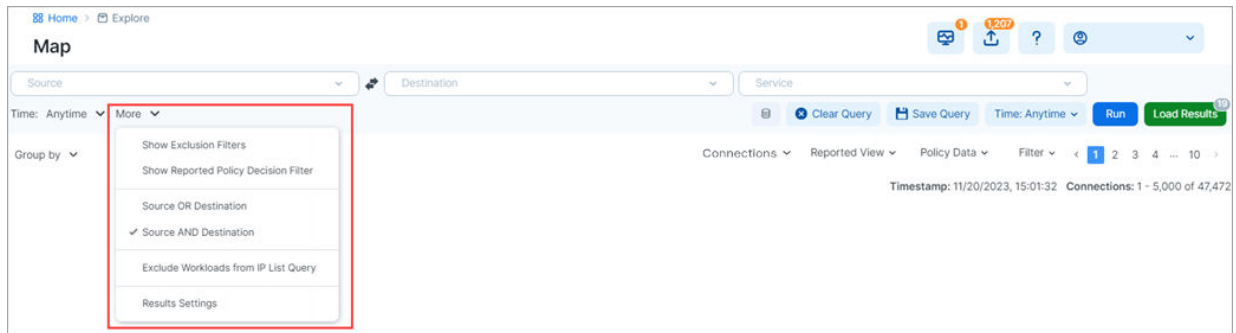 Home > Explore
Map
1 1,207 ?
Source Destination Service
Time: Anytime More Clear Query Save Query Time: Anytime Run Load Results 19
Group by Connections Reported View Policy Data Filter < 1 2 3 4 ... 10 >
Timestamp: 11/20/2023, 15:01:32 Connections: 1 - 5,000 of 47,472
Show Exclusion Filters
Show Reported Policy Decision Filter
Source OR Destination
✓ Source AND Destination
Exclude Workloads from IP List Query
Results Settings